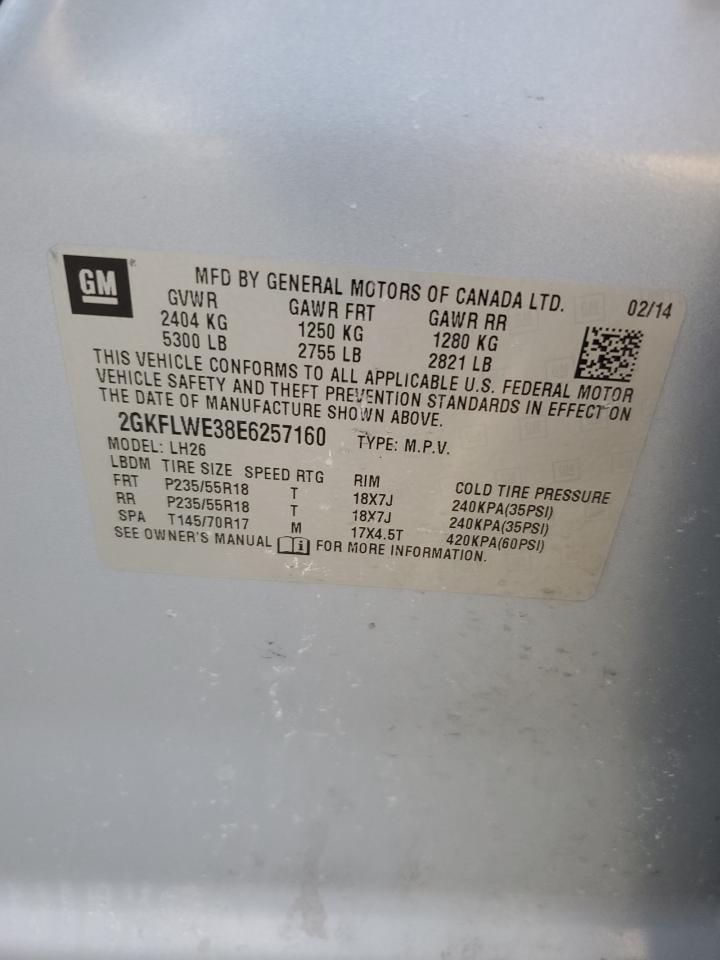 GM ®
MFD BY GENERAL MOTORS OF CANADA LTD. 02/14
GVWR GAWR FRT GAWR RR
2404 KG 1250 KG 1280 KG
5300 LB 2755 LB 2821 LB
THIS VEHICLE CONFORMS TO ALL APPLICABLE U.S. FEDERAL MOTOR
VEHICLE SAFETY AND THEFT PREVENTION STANDARDS IN EFFECT ON
THE DATE OF MANUFACTURE SHOWN ABOVE.
2GKFLWE38E6257160 TYPE: M.P.V.
MODEL: LH26
LBDM TIRE SIZE SPEED RTG RIM COLD TIRE PRESSURE
FRT P235/55R18 T 18X7J 240KPA(35PSI)
RR P235/55R18 T 18X7J 240KPA(35PSI)
SPA T145/70R17 M 17X4.5T 420KPA(60PSI)
SEE OWNER'S MANUAL i FOR MORE INFORMATION.